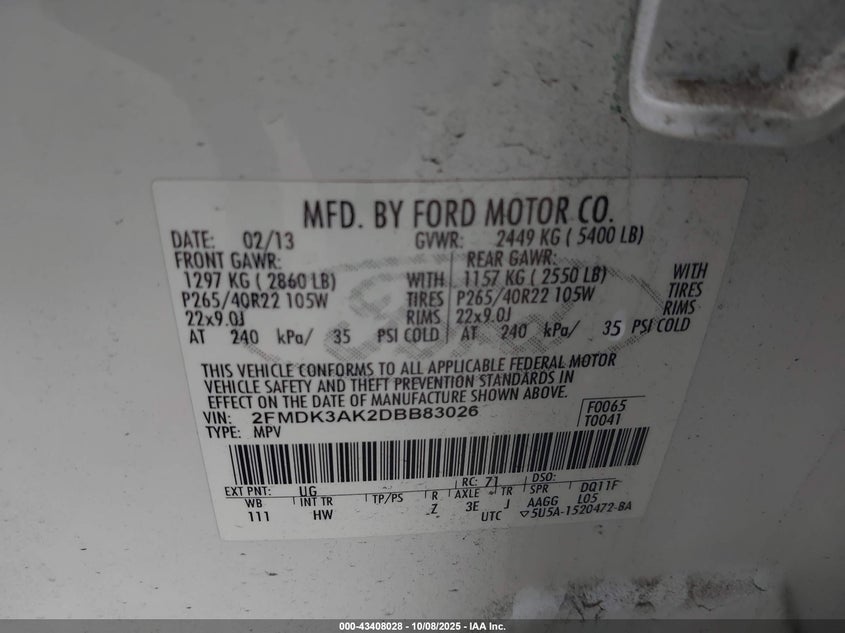 MFD. BY FORD MOTOR CO.
DATE: 02/13 GVWR: 2449 KG ( 5400 LB)
FRONT GAWR: REAR GAWR:
1297 KG ( 2860 LB) WITH 1157 KG ( 2550 LB) WITH
P265/40R22 105W TIRES P265/40R22 105W TIRES
22x9.0J RIMS 22x9.0J RIMS
AT 240 kPa/ 35 PSI COLD AT 240 kPa/ 35 PSI COLD
THIS VEHICLE CONFORMS TO ALL APPLICABLE FEDERAL MOTOR
VEHICLE SAFETY AND THEFT PREVENTION STANDARDS IN
EFFECT ON THE DATE OF MANUFACTURE SHOWN ABOVE.
VIN: 2FMDK3AK2DBB83026 F0065
TYPE: MPV T0041
EXT PNT: UG RC: 71 DSO:
WB INT TR TP/PS R AXLE TR SPR DQ11F
111 HW Z 3E J AAGG L05
UTC ▽5U5A-1520472-BA
Ford
000-43408028 - 10/08/2025 - IAA Inc.